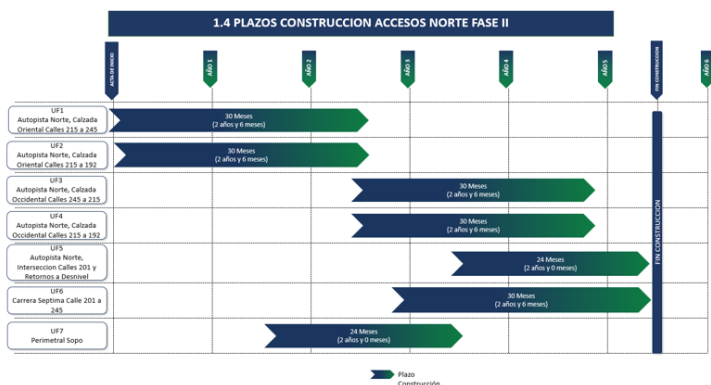 1.4 PLAZOS CONSTRUCCION ACCESOS NORTE FASE II
ACTA DE INICIO
AÑO 1
AÑO 2
AÑO 3
AÑO 4
AÑO 5
FIN CONSTRUCCION
AÑO 6
UF1
Autopista Norte, Calzada
Oriental Calles 215 a 245
30 Meses
(2 años y 6 meses)
UF2
Autopista Norte, Calzada
Oriental Calles 215 a 192
30 Meses
(2 años y 6 meses)
UF3
Autopista Norte, Calzada
Occidental Calles 245 a 215
30 Meses
(2 años y 6 meses)
UF4
Autopista Norte, Calzada
Occidental Calles 215 a 192
30 Meses
(2 años y 6 meses)
UF5
Autopista Norte,
Interseccion Calles 201 y
Retornos a Desnivel
24 Meses
(2 años y 0 meses)
UF6
Carrera Septima Calle 201 a
245
30 Meses
(2 años y 6 meses)
UF7
Perimetral Sopo
24 Meses
(2 años y 0 meses)
FIN CONSTRUCCION
Plazo
Construcción